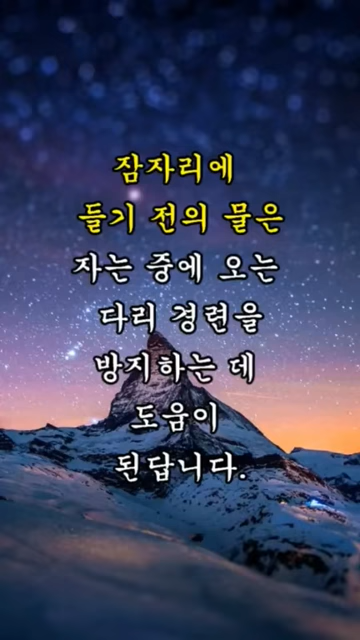 잠자리에
들기 전의 물은
자는 중에 오는
다리 경련을
방지하는 데
도움이
된답니다.